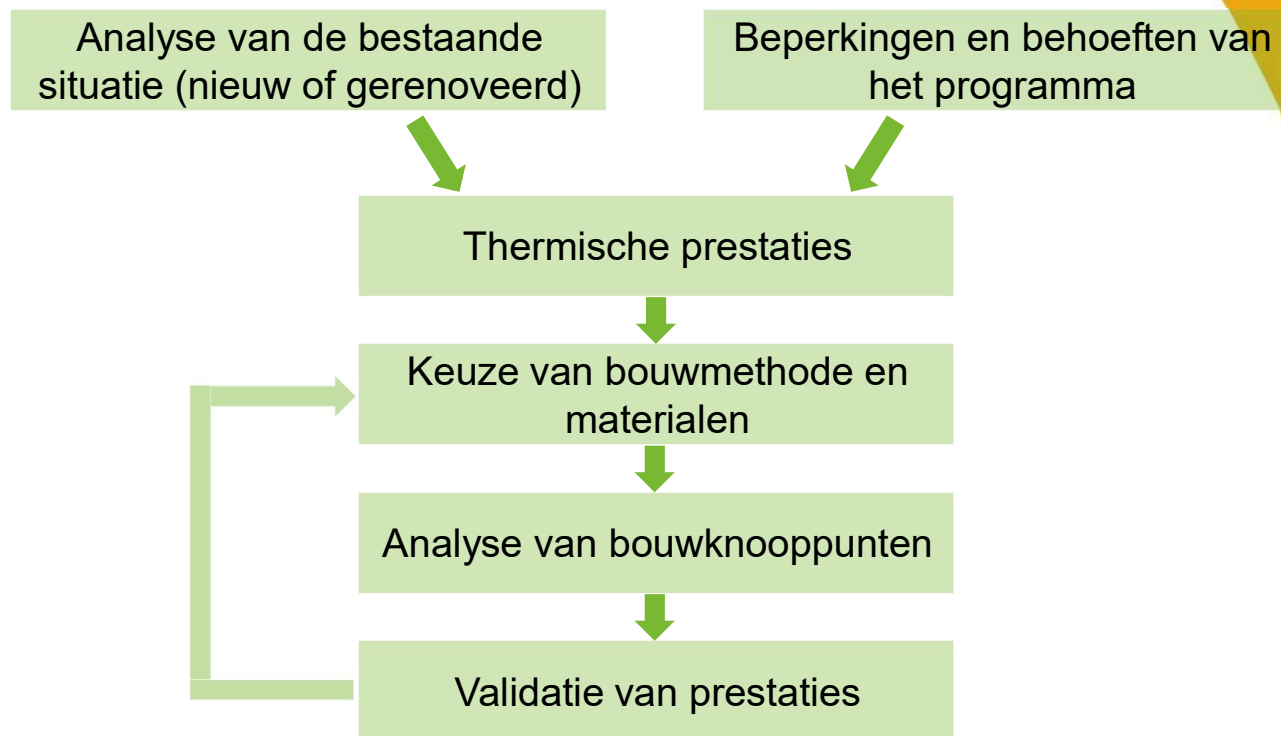 Analyse van de bestaande
situatie (nieuw of gerenoveerd)
Beperkingen en behoeften van
het programma
Thermische prestaties
Keuze van bouwmethode en
materialen
Analyse van bouwknooppunten
Validatie van prestaties